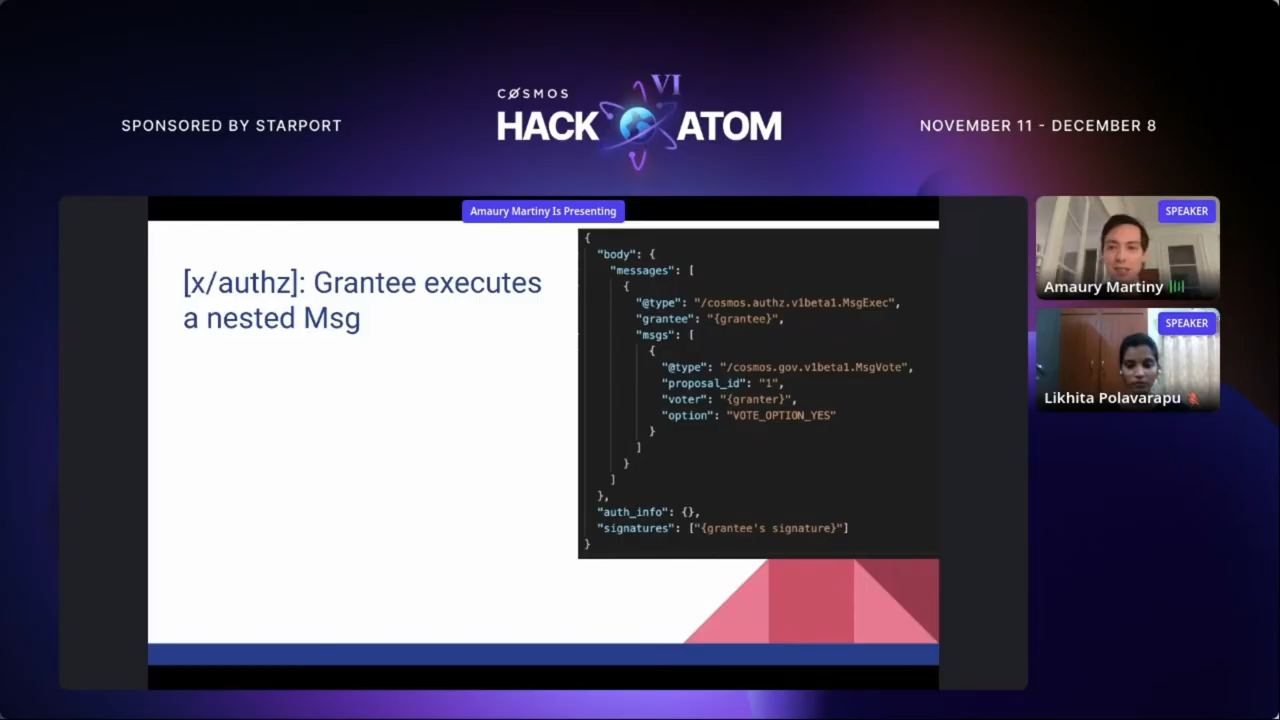 SPONSORED BY STARPORT
VI
CØSMOS
HACK ATOM
NOVEMBER 11 - DECEMBER 8
Amaury Martiny Is Presenting
[x/authz]: Grantee executes
a nested Msg
{
"body": {
"messages": [
{
"@type": "/cosmos.authz.v1beta1.MsgExec",
"grantee": "{grantee}",
"msgs": [
{
"@type": "/cosmos.gov.v1beta1.MsgVote",
"proposal_id": "1",
"voter": "{granter}",
"option": "VOTE_OPTION_YES"
}
]
}
]
},
"auth_info": {},
"signatures": ["{grantee's signature}"]
}
SPEAKER
Amaury Martiny
SPEAKER
Likhita Polavarapu